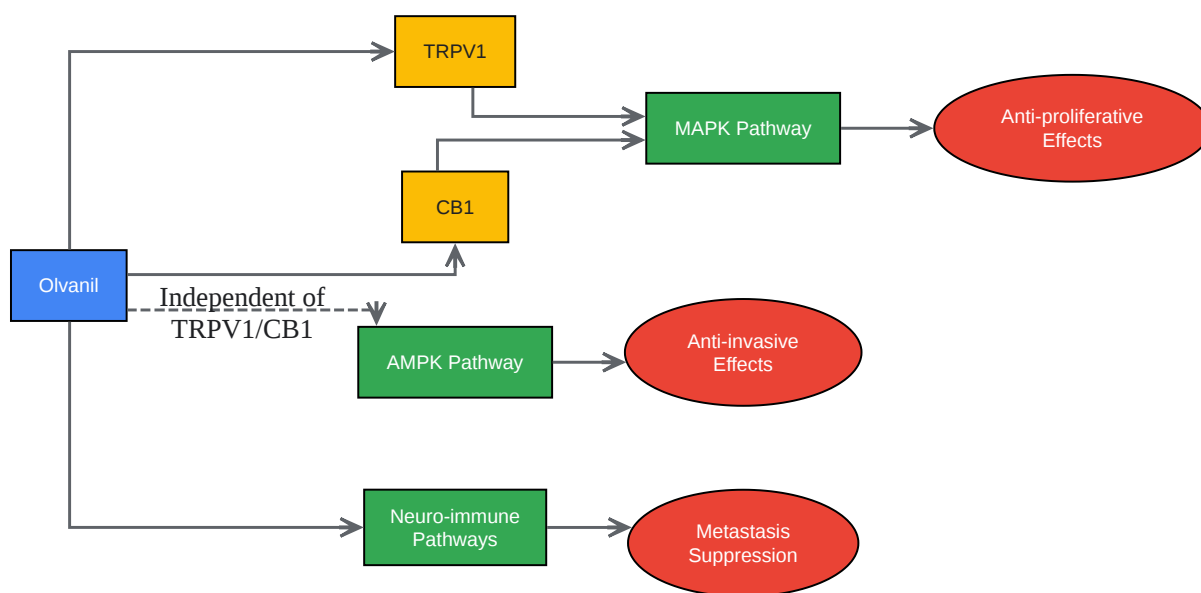 TRPV1
MAPK Pathway
Anti-proliferative
Effects
CB1
Olvanil
Independent of
TRPV1/CB1
AMPK Pathway
Anti-invasive
Effects
Neuro-immune
Pathways
Metastasis
Suppression